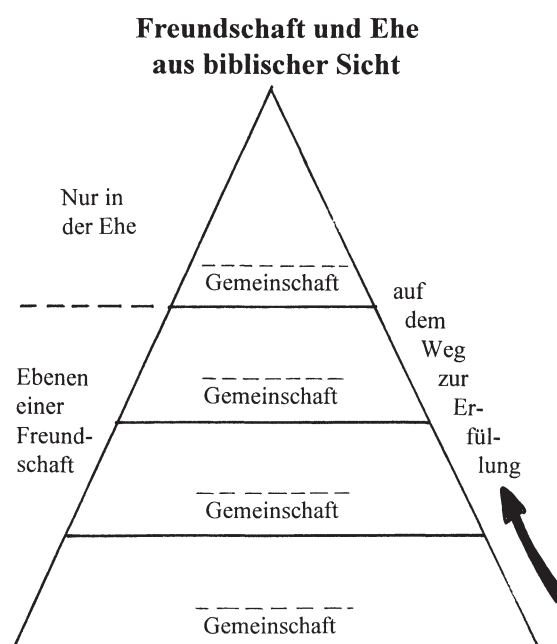 Freundschaft und Ehe
aus biblischer Sicht
Nur in
der Ehe
Gemeinschaft
auf
dem
Weg
zur
Er-
fül-
lung
Ebenen
einer
Freund-
schaft
Gemeinschaft
Gemeinschaft
Gemeinschaft